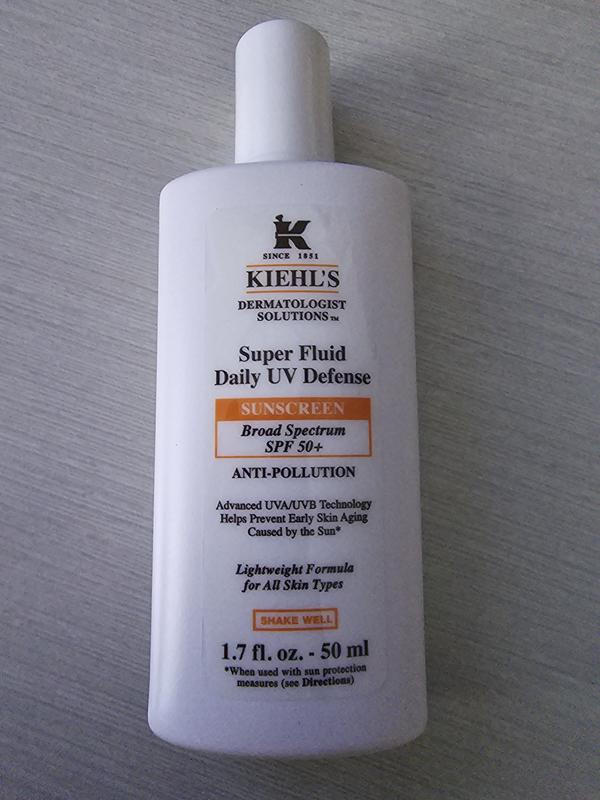 K
SINCE 1851
KIEHL'S
DERMATOLOGIST
SOLUTIONS™
Super Fluid
Daily UV Defense
SUNSCREEN
Broad Spectrum
SPF 50+
ANTI-POLLUTION
Advanced UVA/UVB Technology
Helps Prevent Early Skin Aging
Caused by the Sun*
Lightweight Formula
for All Skin Types
SHAKE WELL
1.7 fl. oz. - 50 ml
*When used with sun protection
measures (see Directions)